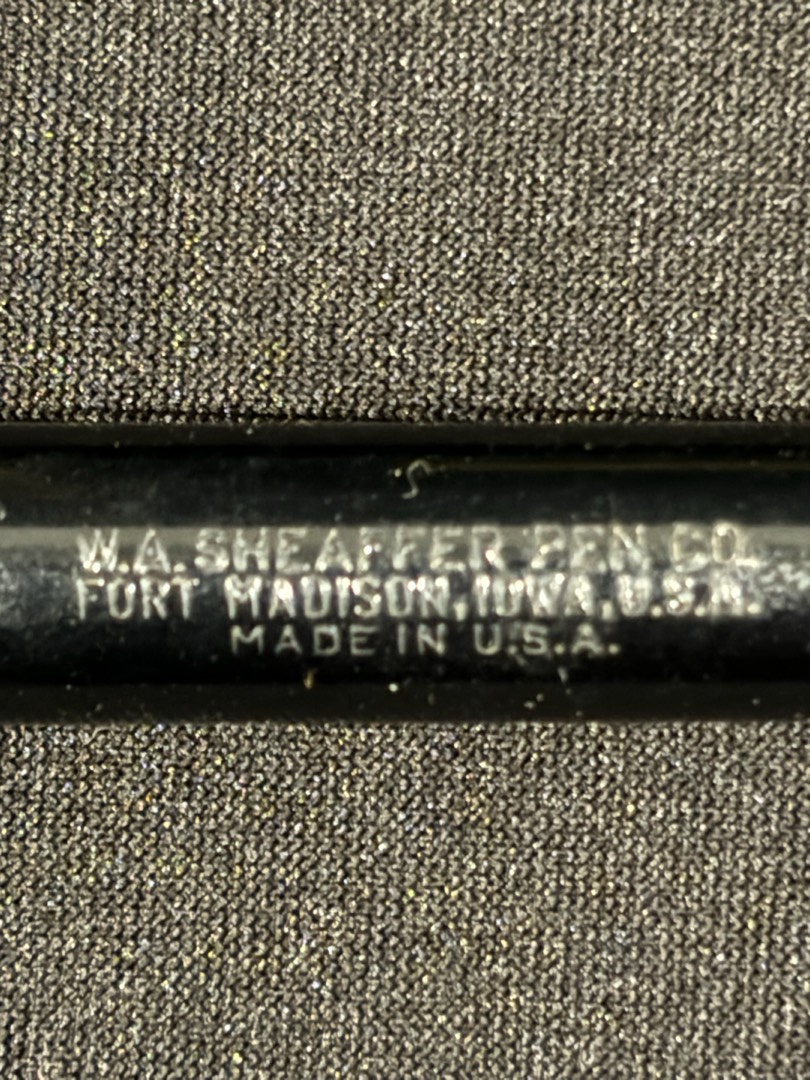 W.A. SHEAFFER PEN CO.
FORT MADISON, IOWA, U.S.A.
MADE IN U.S.A.